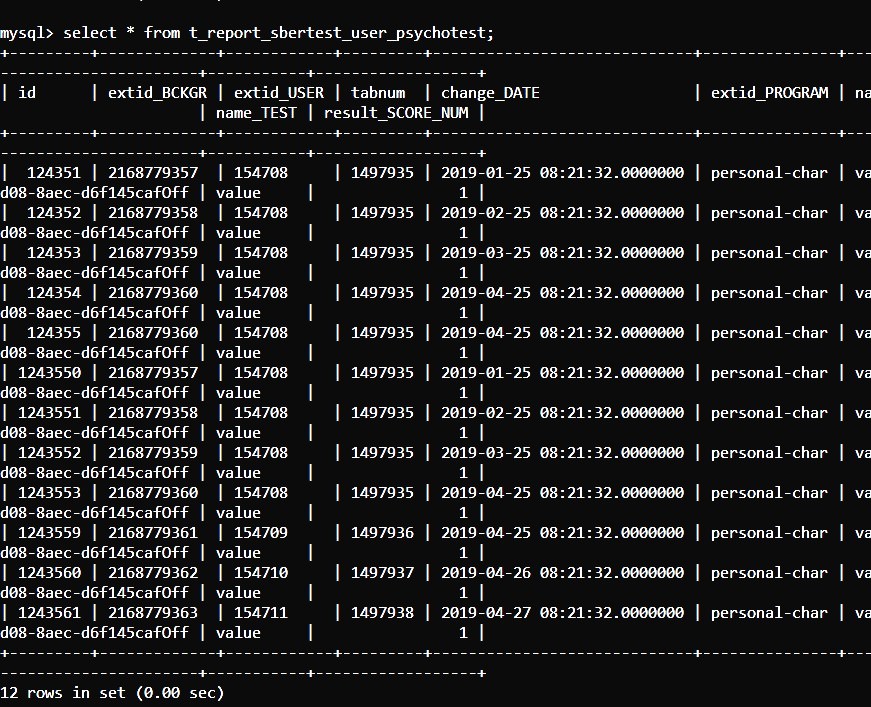 mysql> select * from t_report_sbertest_user_psychotest;
+---------+--------------+------------+---------+-----------------------------+---------------+---
----------------------+-----------+------------------+
| id      | extid_BCKGR | extid_USER | tabnum  | change_DATE                 | extid_PROGRAM | na
                      | name_TEST | result_SCORE_NUM |
+---------+--------------+------------+---------+-----------------------------+---------------+---
----------------------+-----------+------------------+
|  124351 | 2168779357 | 154708     | 1497935 | 2019-01-25 08:21:32.0000000 | personal-char | va
d08-8aec-d6f145caf0ff | value     |                1 |
|  124352 | 2168779358 | 154708     | 1497935 | 2019-02-25 08:21:32.0000000 | personal-char | va
d08-8aec-d6f145caf0ff | value     |                1 |
|  124353 | 2168779359 | 154708     | 1497935 | 2019-03-25 08:21:32.0000000 | personal-char | va
d08-8aec-d6f145caf0ff | value     |                1 |
|  124354 | 2168779360 | 154708     | 1497935 | 2019-04-25 08:21:32.0000000 | personal-char | va
d08-8aec-d6f145caf0ff | value     |                1 |
|  124355 | 2168779360 | 154708     | 1497935 | 2019-04-25 08:21:32.0000000 | personal-char | va
d08-8aec-d6f145caf0ff | value     |                1 |
| 1243550 | 2168779357 | 154708     | 1497935 | 2019-01-25 08:21:32.0000000 | personal-char | va
d08-8aec-d6f145caf0ff | value     |                1 |
| 1243551 | 2168779358 | 154708     | 1497935 | 2019-02-25 08:21:32.0000000 | personal-char | va
d08-8aec-d6f145caf0ff | value     |                1 |
| 1243552 | 2168779359 | 154708     | 1497935 | 2019-03-25 08:21:32.0000000 | personal-char | va
d08-8aec-d6f145caf0ff | value     |                1 |
| 1243553 | 2168779360 | 154708     | 1497935 | 2019-04-25 08:21:32.0000000 | personal-char | va
d08-8aec-d6f145caf0ff | value     |                1 |
| 1243559 | 2168779361 | 154709     | 1497936 | 2019-04-25 08:21:32.0000000 | personal-char | va
d08-8aec-d6f145caf0ff | value     |                1 |
| 1243560 | 2168779362 | 154710     | 1497937 | 2019-04-26 08:21:32.0000000 | personal-char | va
d08-8aec-d6f145caf0ff | value     |                1 |
| 1243561 | 2168779363 | 154711     | 1497938 | 2019-04-27 08:21:32.0000000 | personal-char | va
d08-8aec-d6f145caf0ff | value     |                1 |
+---------+--------------+------------+---------+-----------------------------+---------------+---
----------------------+-----------+------------------+
12 rows in set (0.00 sec)